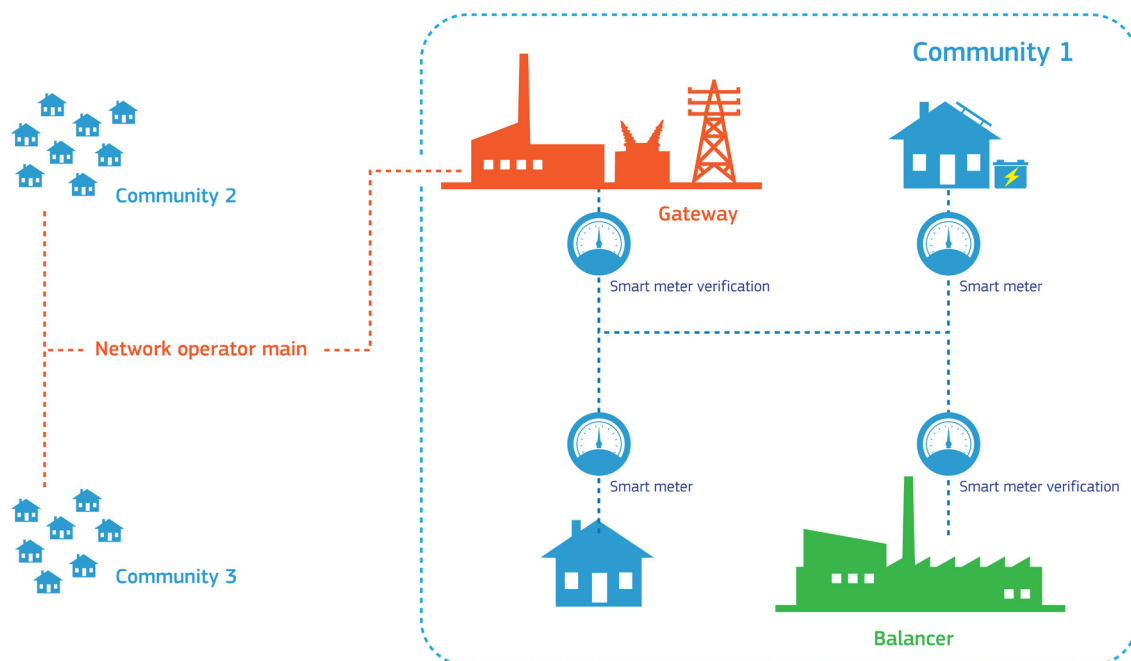 Community 1
Community 2
Gateway
Smart meter verification
Smart meter
Network operator main
Smart meter
Smart meter verification
Community 3
Balancer